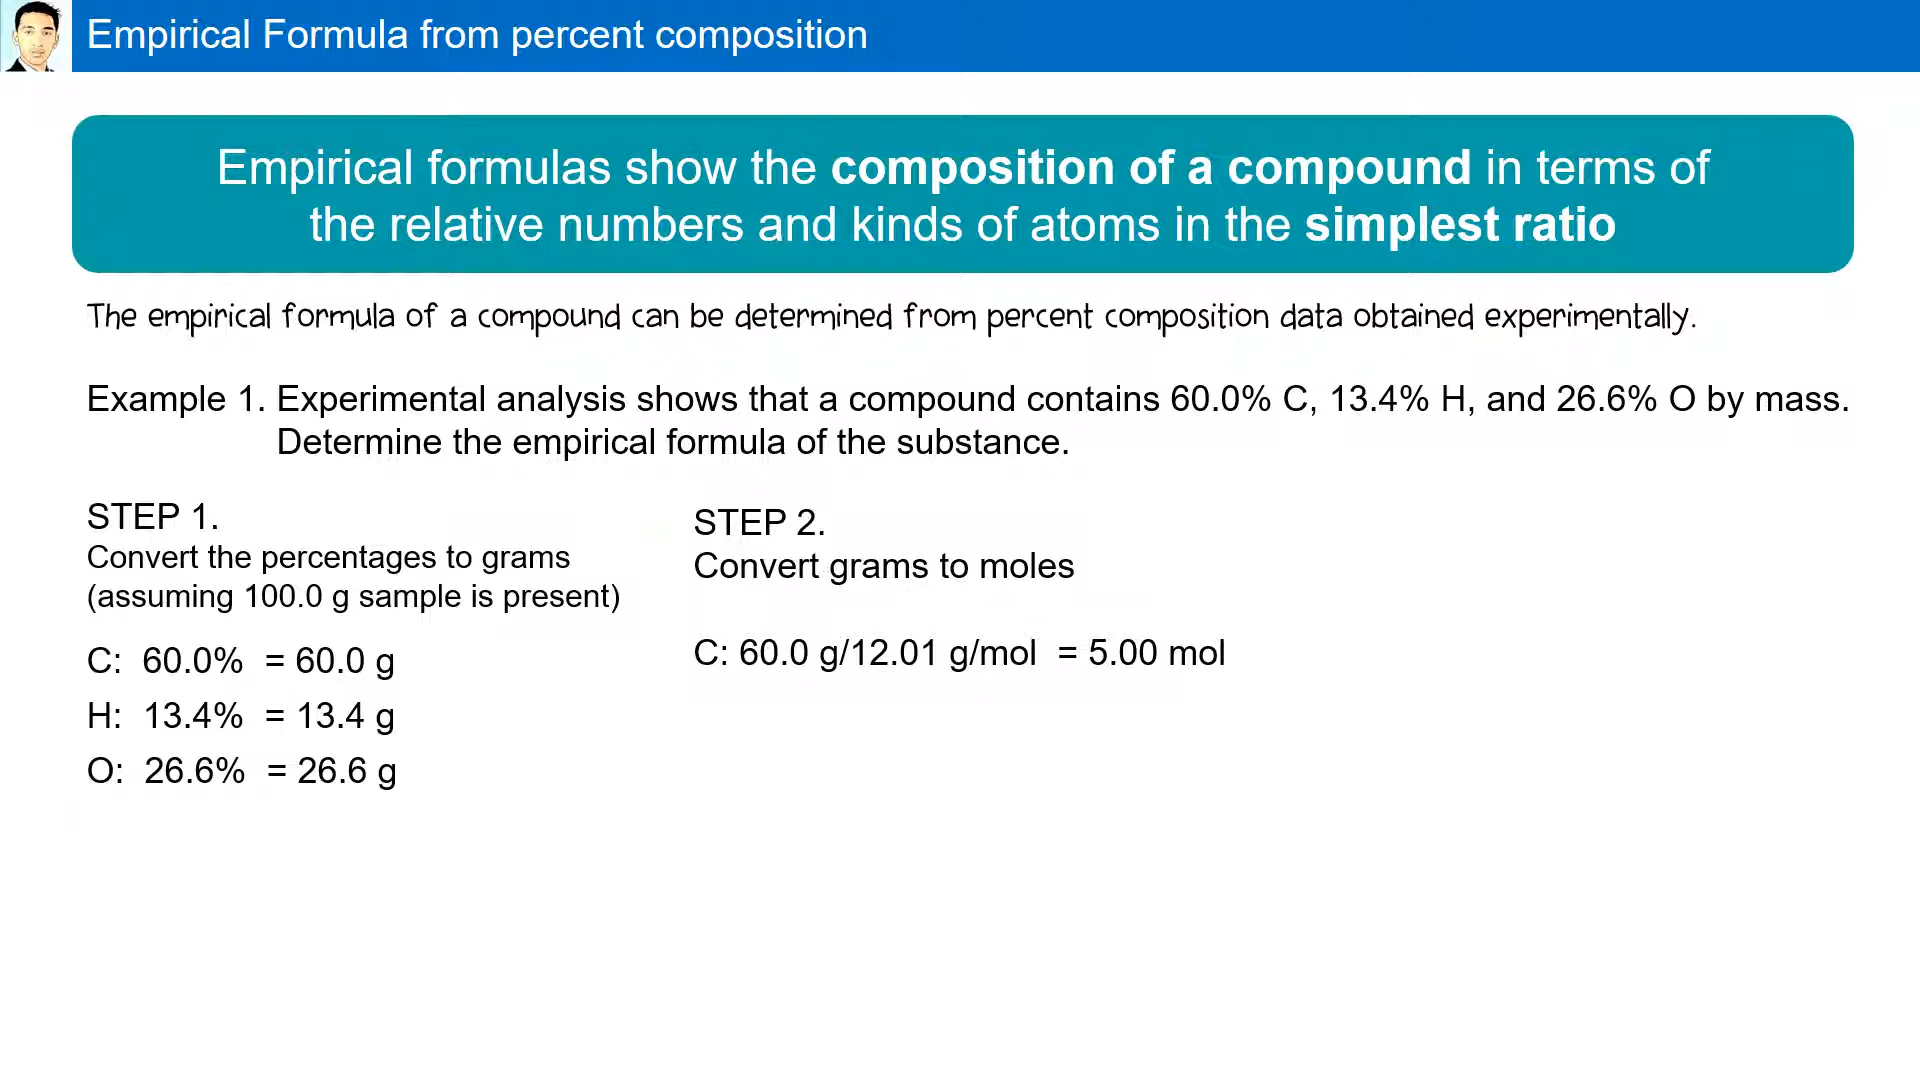 Empirical Formula from percent composition
Empirical formulas show the composition of a compound in terms of
the relative numbers and kinds of atoms in the simplest ratio
The empirical formula of a compound can be determined from percent composition data obtained experimentally.
Example 1. Experimental analysis shows that a compound contains 60.0% C, 13.4% H, and 26.6% O by mass.
Determine the empirical formula of the substance.
STEP 1.
Convert the percentages to grams
(assuming 100.0 g sample is present)
C: 60.0% = 60.0 g
H: 13.4% = 13.4 g
O: 26.6% = 26.6 g
STEP 2.
Convert grams to moles
C: 60.0 g/12.01 g/mol = 5.00 mol